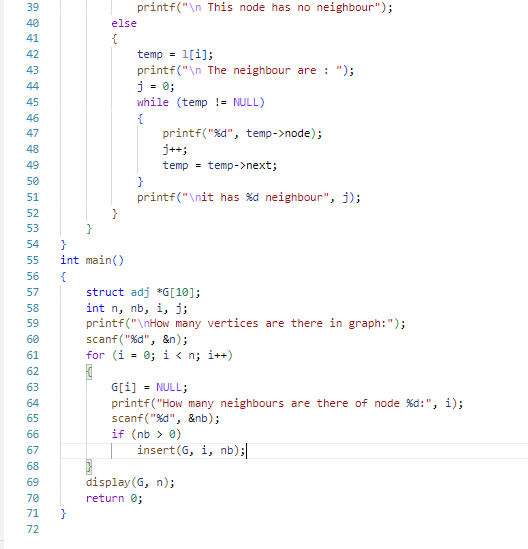 39 printf("\n This node has no neighbour");
40 else
41 {
42 temp = l[i];
43 printf("\n The neighbour are : ");
44 j = 0;
45 while (temp != NULL)
46 {
47 printf("%d", temp->node);
48 j++;
49 temp = temp->next;
50 }
51 printf("\nit has %d neighbour", j);
52 }
53 }
54 }
55 int main()
56 {
57 struct adj *G[10];
58 int n, nb, i, j;
59 printf("\nHow many vertices are there in graph:");
60 scanf("%d", &n);
61 for (i = 0; i < n; i++)
62 {
63 G[i] = NULL;
64 printf("How many neighbours are there of node %d:", i);
65 scanf("%d", &nb);
66 if (nb > 0)
67 insert(G, i, nb);
68 }
69 display(G, n);
70 return 0;
71 }
72